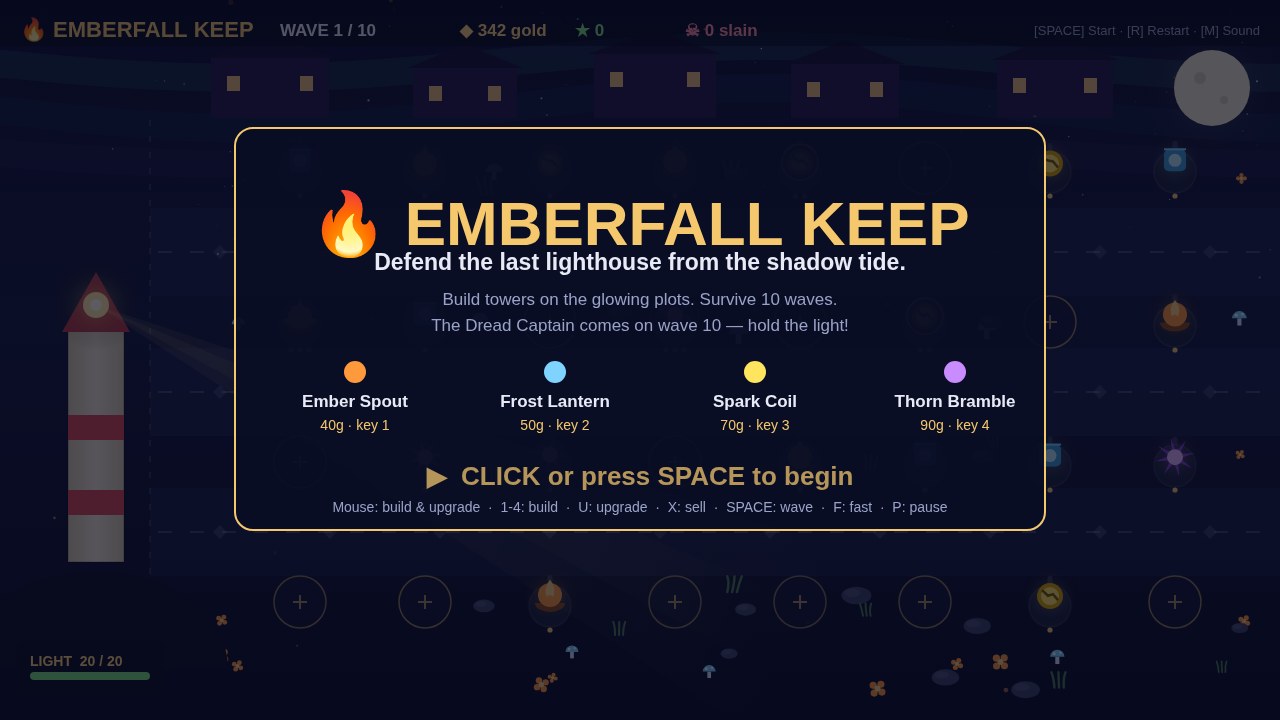 🔥 EMBERFALL KEEP WAVE 1 / 10 ◆ 342 gold ★ 0 ☠ 0 slain [SPACE] Start · [R] Restart · [M] Sound
🔥 EMBERFALL KEEP
Defend the last lighthouse from the shadow tide.
Build towers on the glowing plots. Survive 10 waves.
The Dread Captain comes on wave 10 — hold the light!
Ember Spout Frost Lantern Spark Coil Thorn Bramble
40g · key 1 50g · key 2 70g · key 3 90g · key 4
▶ CLICK or press SPACE to begin
Mouse: build & upgrade · 1-4: build · U: upgrade · X: sell · SPACE: wave · F: fast · P: pause
LIGHT 20 / 20